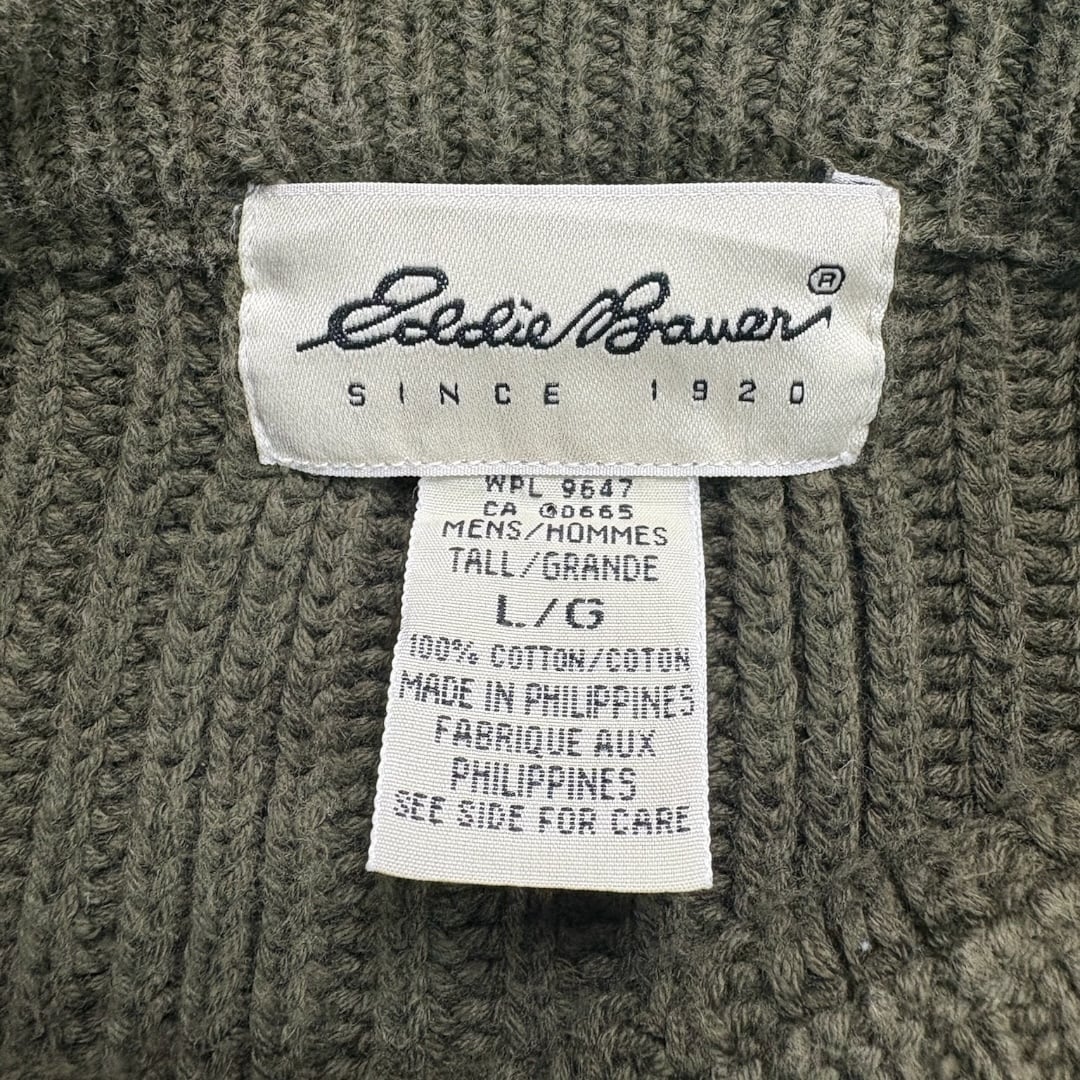 Eddie Bauer®
SINCE 1920
WPL 9647
CA 00665
MENS/HOMMES
TALL/GRANDE
L/G
100% COTTON/COTON
MADE IN PHILIPPINES
FABRIQUE AUX
PHILIPPINES
SEE SIDE FOR CARE